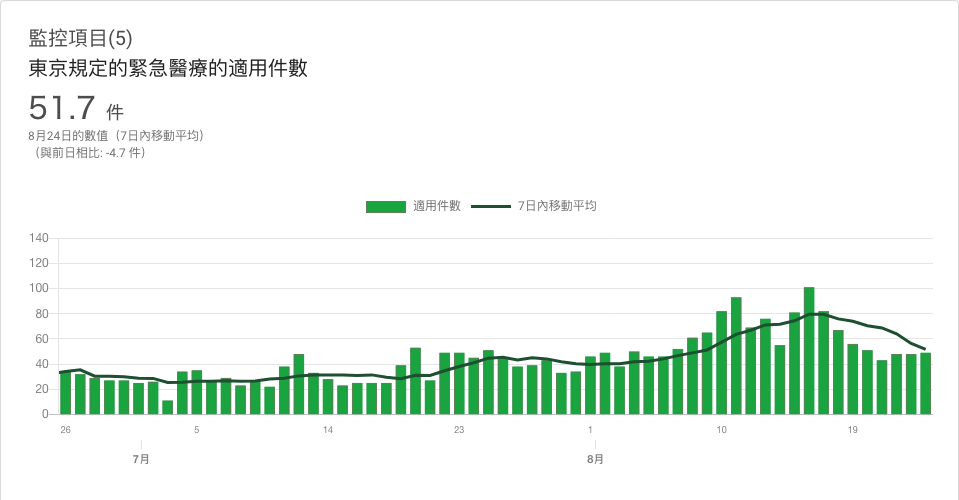 監控項目(5)
東京規定的緊急醫療的適用件數
51.7 件
8月24日的數值（7日內移動平均）
（與前日相比: -4.7 件）
適用件數 7日內移動平均
140
120
100
80
60
40
20
0
26 5 14 23 1 10 19
7月 8月